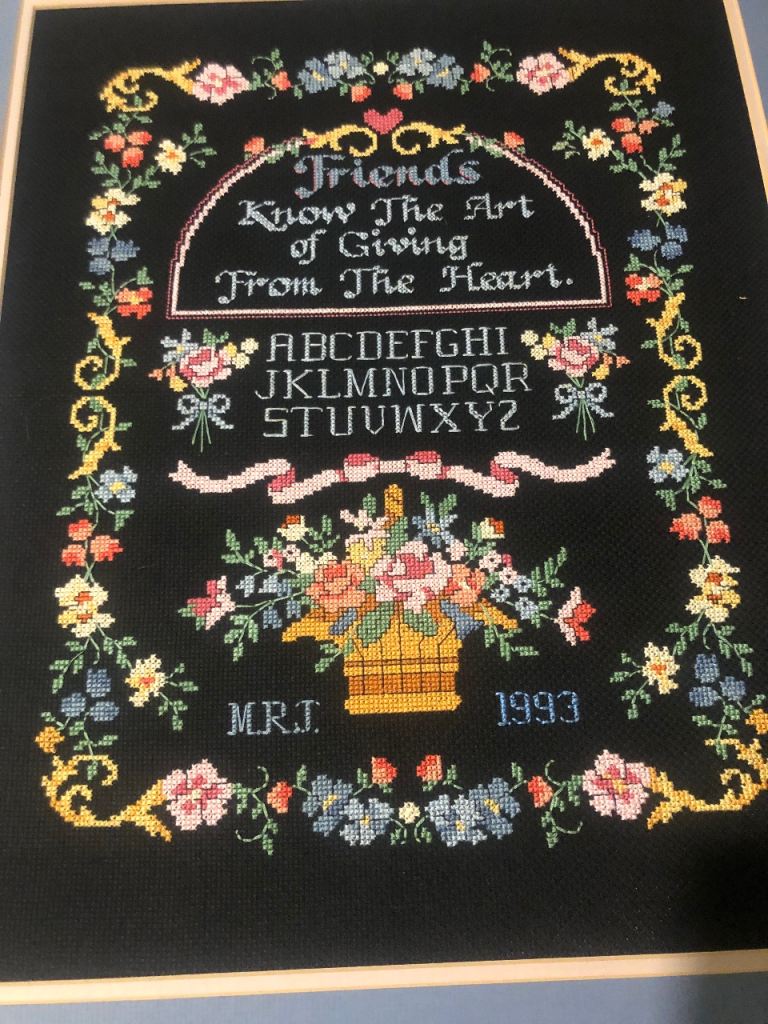 Friends
Know The Art
of Giving
From The Heart.
ABCDEFGHI
JKLMNOPQR
STUVWXYZ
M.R.T. 1993